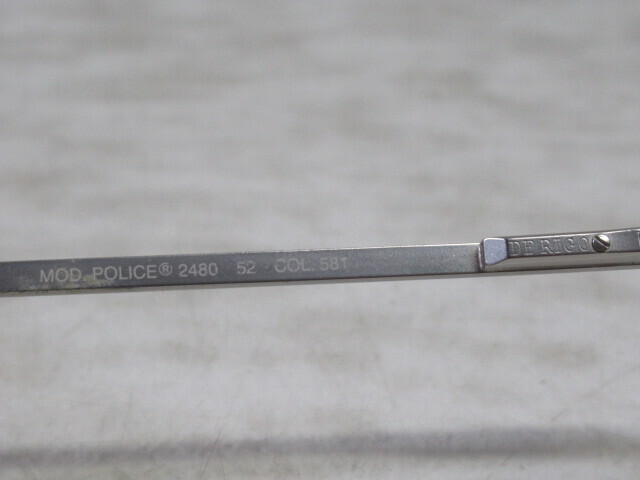 MOD. POLICE® 2480 52 COL. 581
DE RIGO